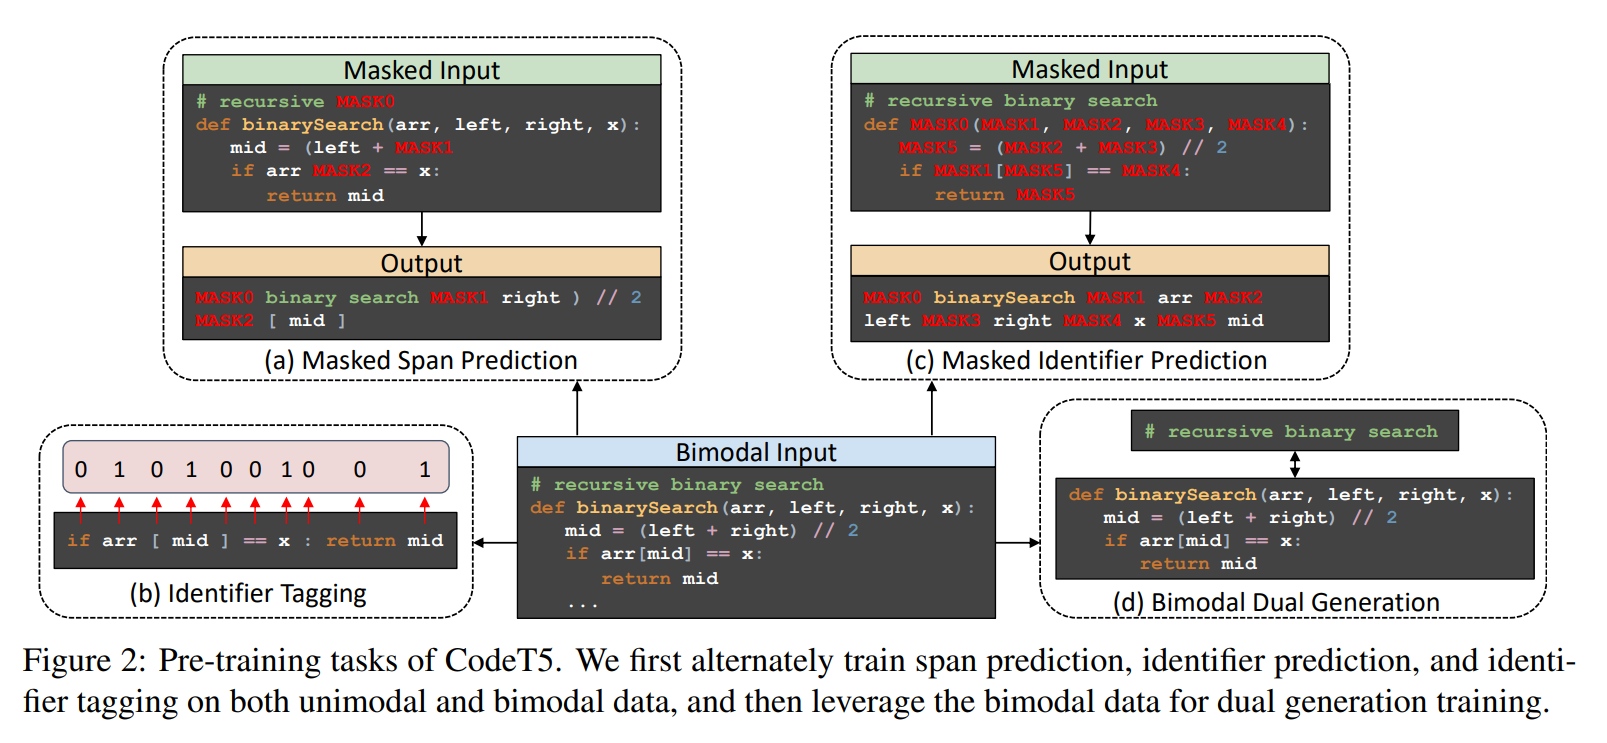 Masked Input
# recursive MASK0
def binarySearch(arr, left, right, x):
mid = (left + MASK1
if arr MASK2 == x:
return mid
Output
MASK0 binary search MASK1 right ) // 2
MASK2 [ mid ]
(a) Masked Span Prediction
Masked Input
# recursive binary search
def MASK0(MASK1, MASK2, MASK3, MASK4):
MASK5 = (MASK2 + MASK3) // 2
if MASK1[MASK5] == MASK4:
return MASK5
Output
MASK0 binarySearch MASK1 arr MASK2
left MASK3 right MASK4 x MASK5 mid
(c) Masked Identifier Prediction
0 1 0 1 0 0 1 0 0 1
if arr [ mid ] == x : return mid
(b) Identifier Tagging
Bimodal Input
# recursive binary search
def binarySearch(arr, left, right, x):
mid = (left + right) // 2
if arr[mid] == x:
return mid
...
# recursive binary search
def binarySearch(arr, left, right, x):
mid = (left + right) // 2
if arr[mid] == x:
return mid
(d) Bimodal Dual Generation
Figure 2: Pre-training tasks of CodeT5. We first alternately train span prediction, identifier prediction, and identi-
fier tagging on both unimodal and bimodal data, and then leverage the bimodal data for dual generation training.